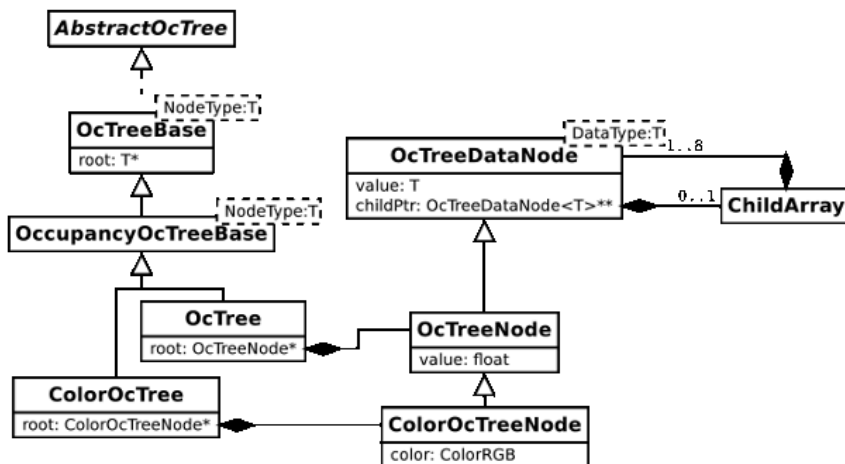 AbstractOcTree
NodeType:T
OcTreeBase
root: T*
NodeType:T
OccupancyOcTreeBase
OcTree
root: OcTreeNode*
ColorOcTree
root: ColorOcTreeNode*
DataType:T
OcTreeDataNode
value: T
childPtr: OcTreeDataNode<T>**
1..8
0..1
ChildArray
OcTreeNode
value: float
ColorOcTreeNode
color: ColorRGB